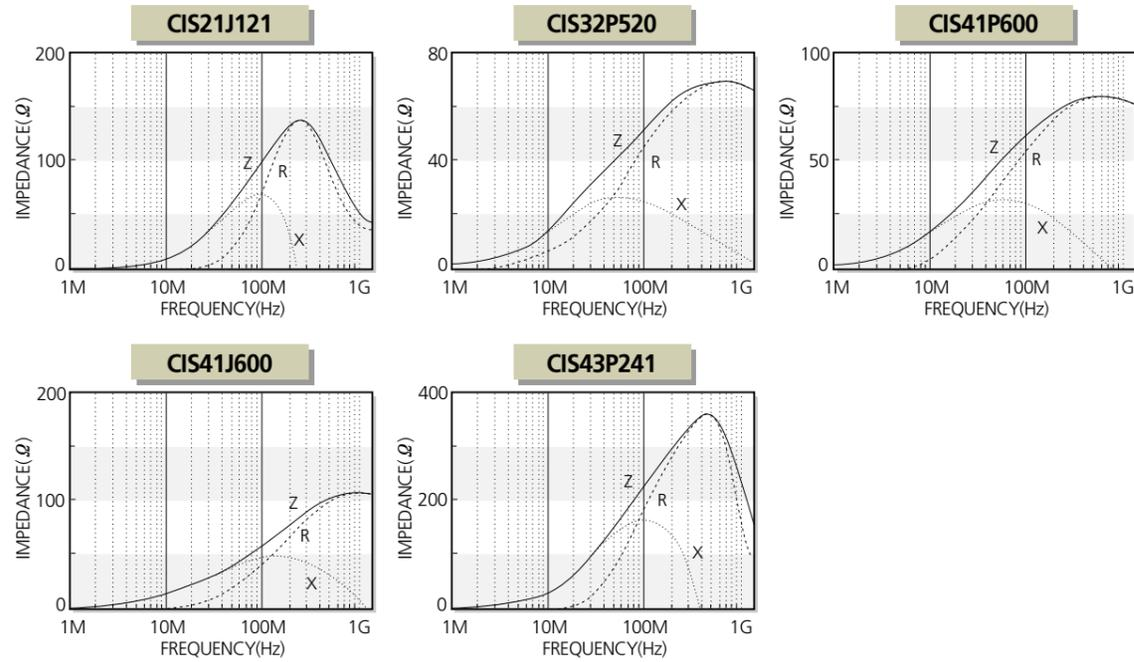 CIS21J121
CIS32P520
CIS41P600
200
100
0
IMPEDANCE(Ω)
Z
R
X
1M 10M 100M 1G
FREQUENCY(Hz)
80
40
0
IMPEDANCE(Ω)
Z
R
X
1M 10M 100M 1G
FREQUENCY(Hz)
100
50
0
IMPEDANCE(Ω)
Z
R
X
1M 10M 100M 1G
FREQUENCY(Hz)
CIS41J600
CIS43P241
200
100
0
IMPEDANCE(Ω)
Z
R
X
1M 10M 100M 1G
FREQUENCY(Hz)
400
200
0
IMPEDANCE(Ω)
Z
R
X
1M 10M 100M 1G
FREQUENCY(Hz)